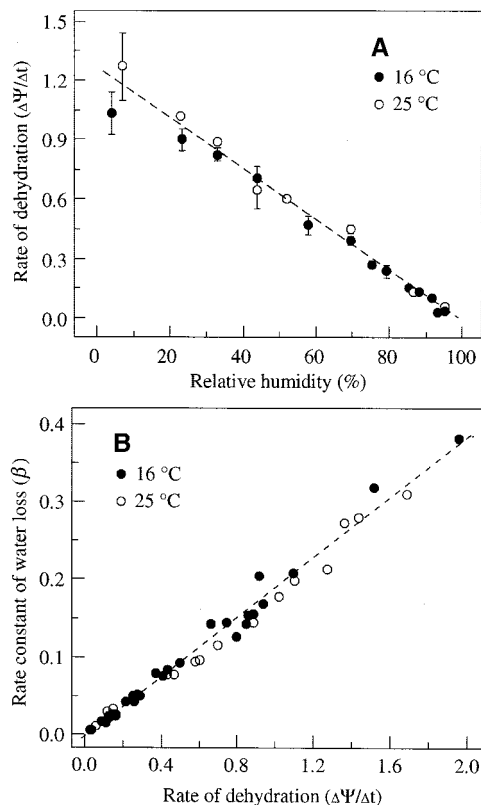 A
16 °C
25 °C
Rate of dehydration (ΔΨ/Δt)
1.5
1.2
0.9
0.6
0.3
0.0
0 20 40 60 80 100
Relative humidity (%)
B
16 °C
25 °C
Rate constant of water loss (β)
0.4
0.3
0.2
0.1
0.0
0.0 0.4 0.8 1.2 1.6 2.0
Rate of dehydration (ΔΨ/Δt)